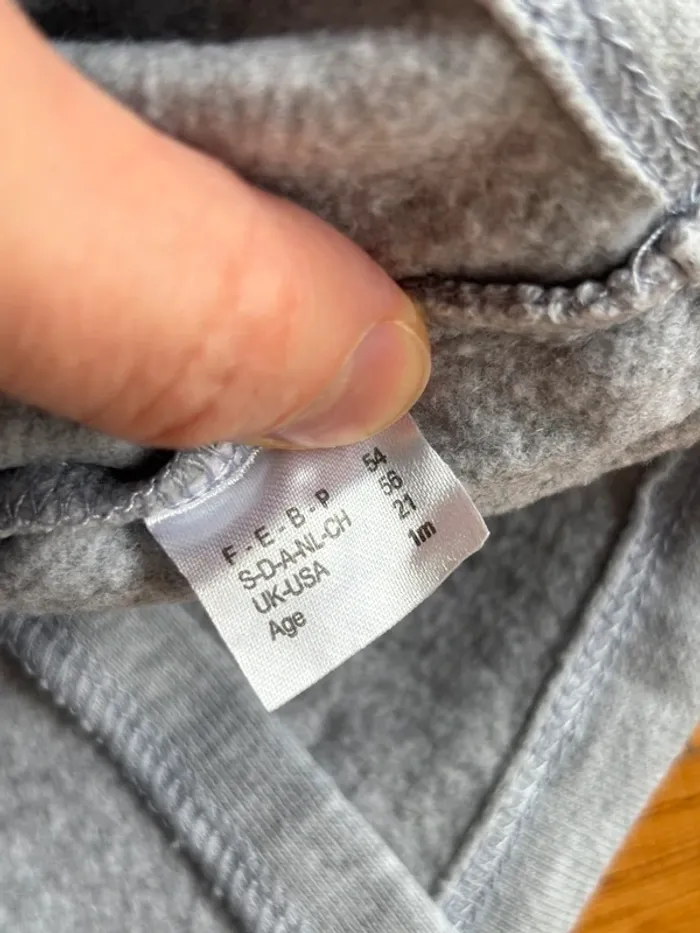 F - E - B - P 54
S-D-A-NL-CH 56
UK-USA 21
Age 1m